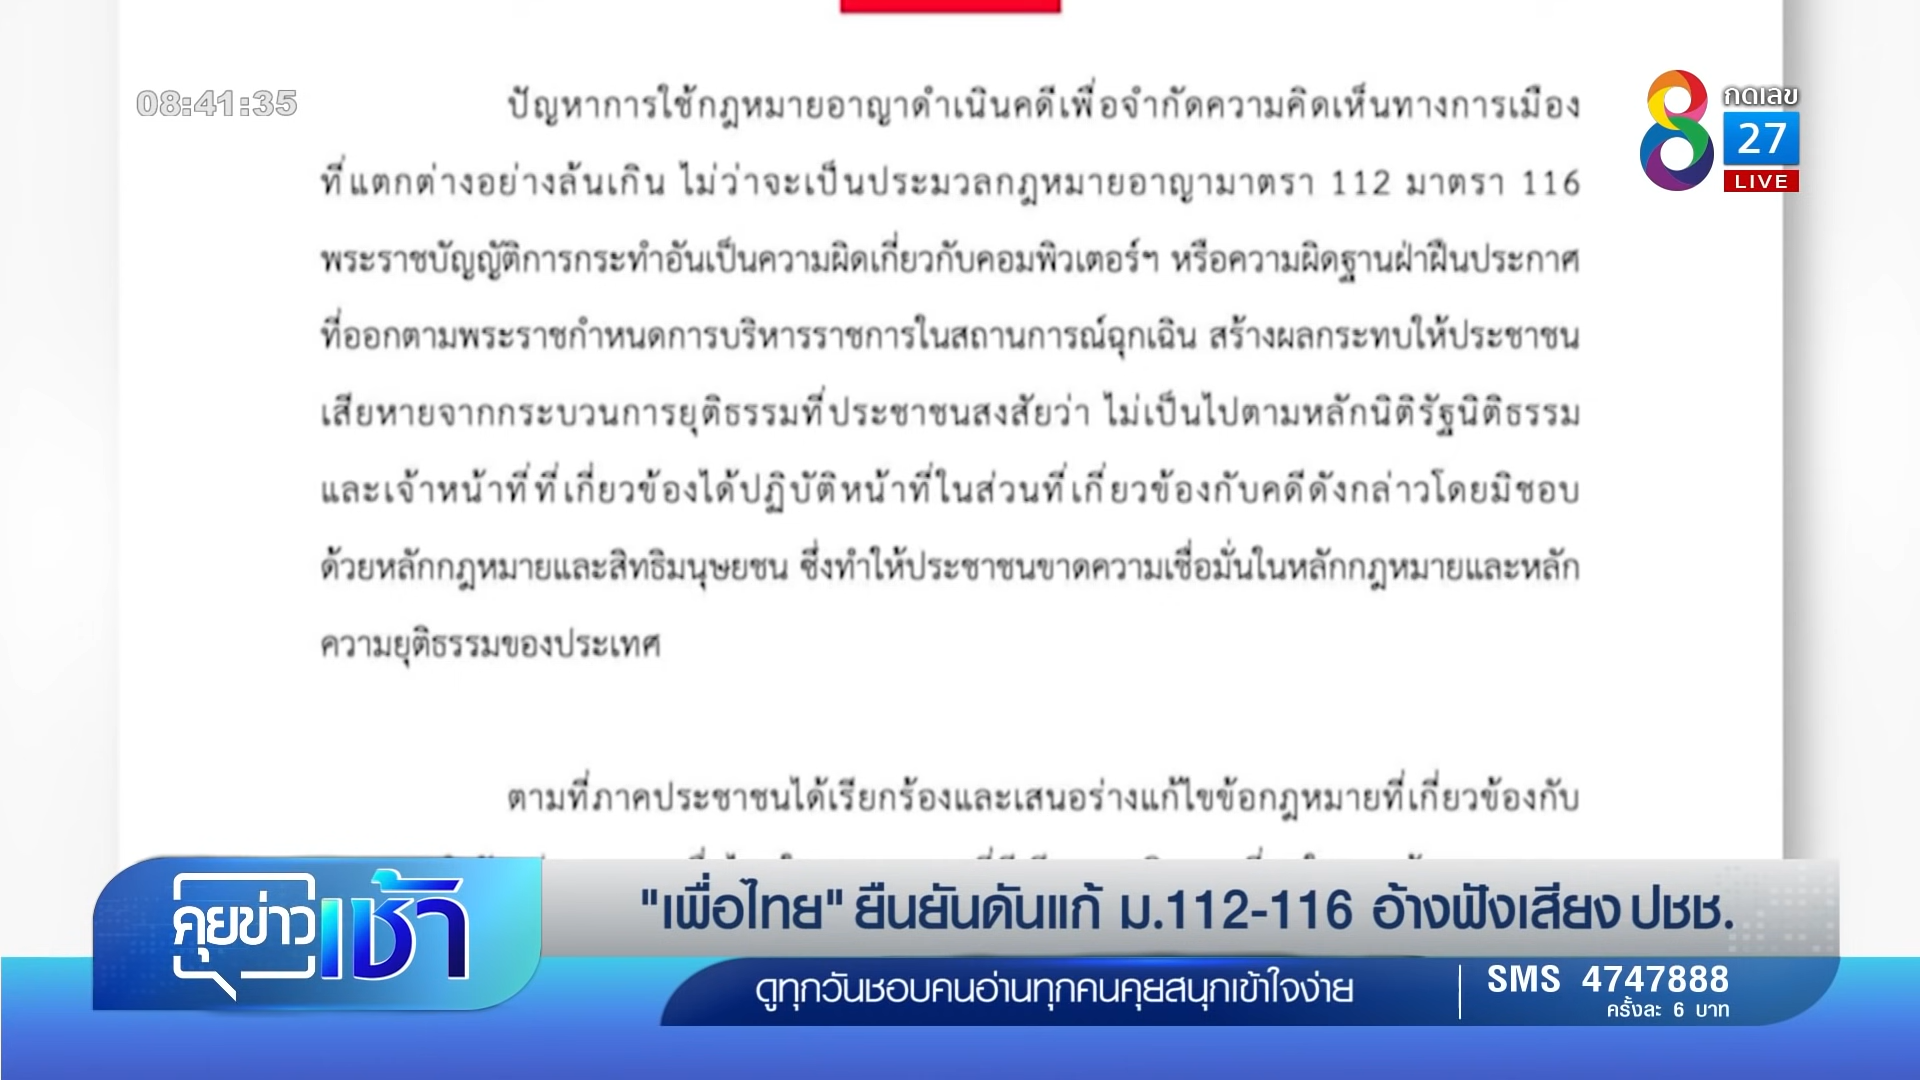 08:41:35
กดเลข
27
LIVE
ปัญหาการใช้กฎหมายอาญาดำเนินคดีเพื่อจำกัดความคิดเห็นทางการเมือง
ที่แตกต่างอย่างล้นเกิน ไม่ว่าจะเป็นประมวลกฎหมายอาญามาตรา 112 มาตรา 116
พระราชบัญญัติการกระทำอันเป็นความผิดเกี่ยวกับคอมพิวเตอร์ฯ หรือความผิดฐานฝ่าฝืนประกาศ
ที่ออกตามพระราชกำหนดการบริหารราชการในสถานการณ์ฉุกเฉิน สร้างผลกระทบให้ประชาชน
เสียหายจากกระบวนการยุติธรรมที่ประชาชนสงสัยว่า ไม่เป็นไปตามหลักนิติรัฐนิติธรรม
และเจ้าหน้าที่ที่เกี่ยวข้องได้ปฏิบัติหน้าที่ในส่วนที่เกี่ยวข้องกับคดีดังกล่าวโดยมิชอบ
ด้วยหลักกฎหมายและสิทธิมนุษยชน ซึ่งทำให้ประชาชนขาดความเชื่อมั่นในหลักกฎหมายและหลัก
ความยุติธรรมของประเทศ
ตามที่ภาคประชาชนได้เรียกร้องและเสนอร่างแก้ไขข้อกฎหมายที่เกี่ยวข้องกับ
คุยข่าวเช้า
"เพื่อไทย" ยืนยันดันแก้ ม.112-116 อ้างฟังเสียง ปชช.
ดูทุกวันชอบคนอ่านทุกคนคุยสนุกเข้าใจง่าย
SMS 4747888
ครั้งละ 6 บาท